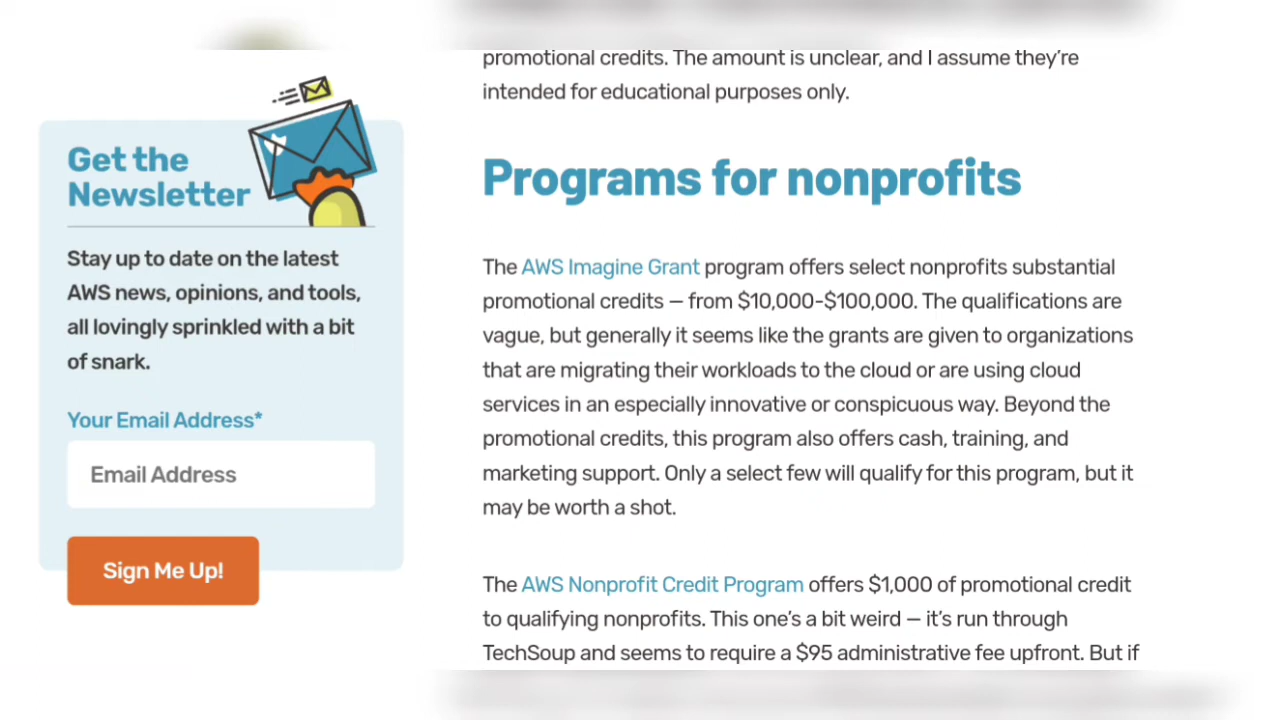 Get the
Newsletter
Stay up to date on the latest
AWS news, opinions, and tools,
all lovingly sprinkled with a bit
of snark.
Your Email Address*
Email Address
Sign Me Up!
promotional credits. The amount is unclear, and I assume they’re
intended for educational purposes only.
Programs for nonprofits
The AWS Imagine Grant program offers select nonprofits substantial
promotional credits – from $10,000-$100,000. The qualifications are
vague, but generally it seems like the grants are given to organizations
that are migrating their workloads to the cloud or are using cloud
services in an especially innovative or conspicuous way. Beyond the
promotional credits, this program also offers cash, training, and
marketing support. Only a select few will qualify for this program, but it
may be worth a shot.
The AWS Nonprofit Credit Program offers $1,000 of promotional credit
to qualifying nonprofits. This one’s a bit weird – it’s run through
TechSoup and seems to require a $95 administrative fee upfront. But if